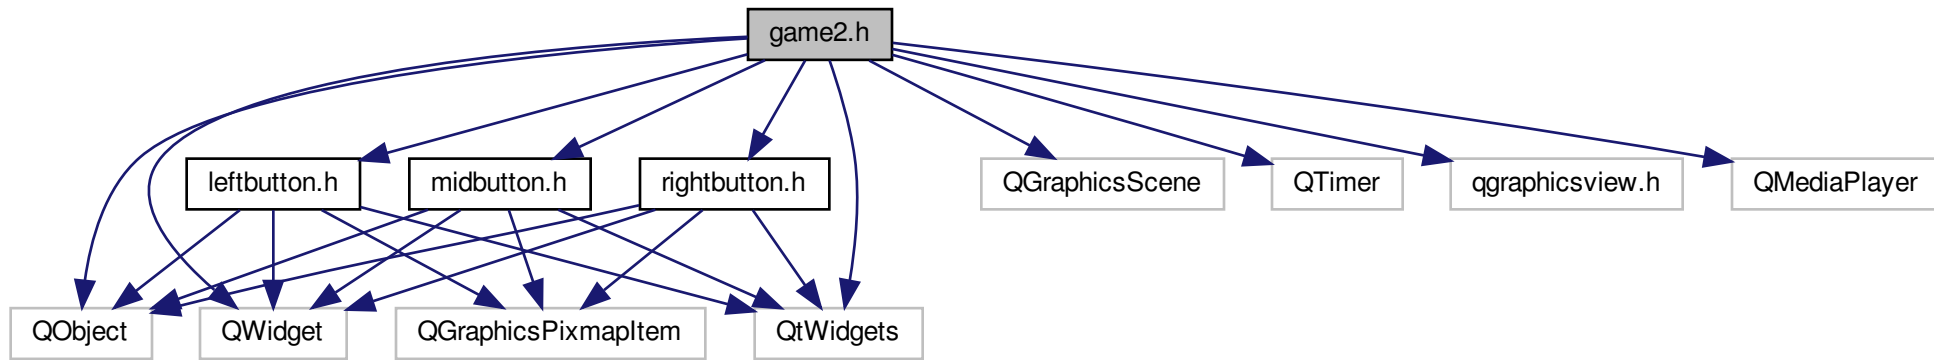 game2.h
leftbutton.h
midbutton.h
rightbutton.h
QGraphicsScene
QTimer
qgraphicsview.h
QMediaPlayer
QObject
QWidget
QGraphicsPixmapItem
QtWidgets